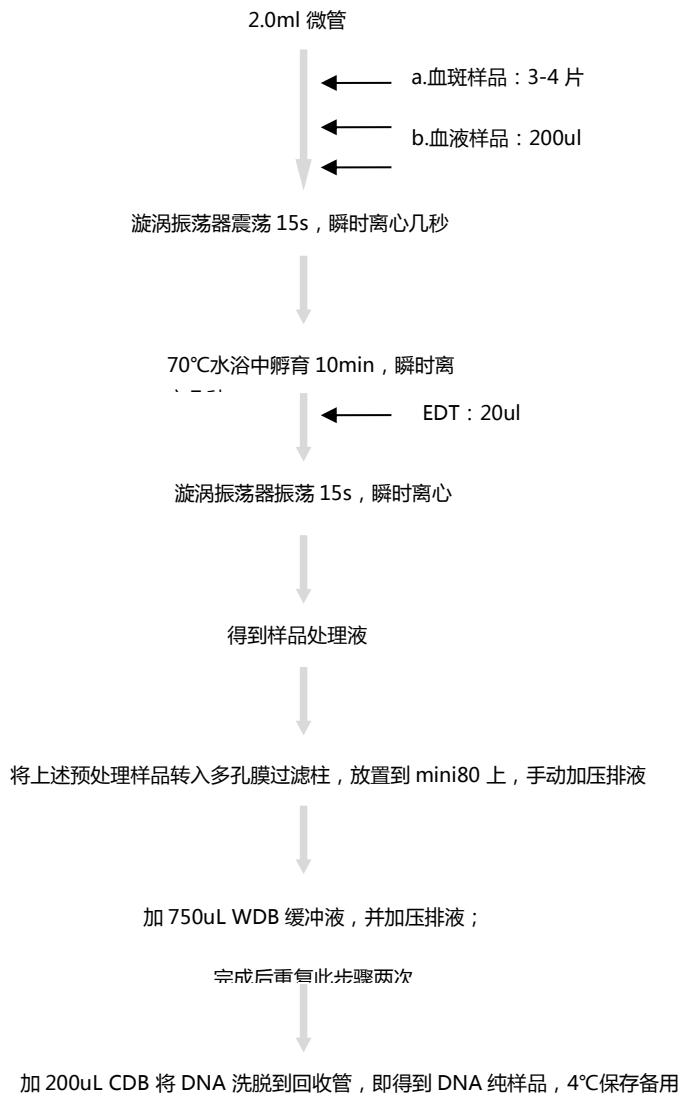 2.0ml 微管
a.血斑样品：3-4 片
b.血液样品：200ul
漩涡振荡器震荡 15s，瞬时离心几秒
70℃水浴中孵育 10min，瞬时离
EDT：20ul
漩涡振荡器振荡 15s，瞬时离心
得到样品处理液
将上述预处理样品转入多孔膜过滤柱，放置到 mini80 上，手动加压排液
加 750uL WDB 缓冲液，并加压排液；
完成后重复此步骤两次
加 200uL CDB 将 DNA 洗脱到回收管，即得到 DNA 纯样品，4℃保存备用